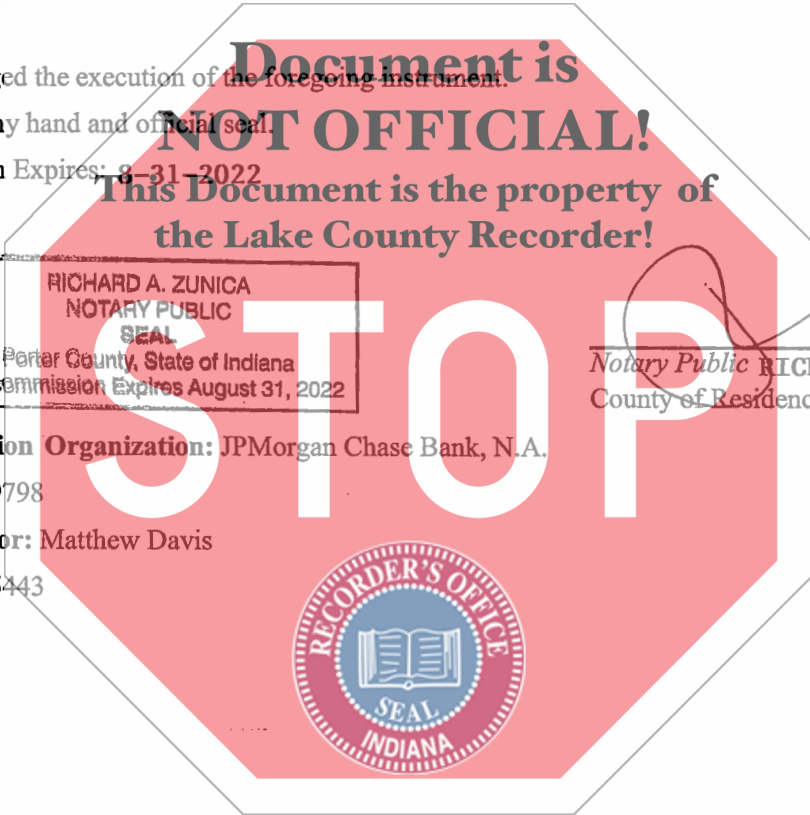 ed the execution of the foregoing instrument.
y hand and official seal.
Expires: 8-31-2022
Document is
NOT OFFICIAL!
This Document is the property of
the Lake County Recorder!
STOP
RICHARD A. ZUNICA
NOTARY PUBLIC
SEAL
Porter County, State of Indiana
ommission Expires August 31, 2022
Notary Public RICH
County of Residenc
ion Organization: JPMorgan Chase Bank, N.A.
798
or: Matthew Davis
443
RECORDER'S OFFICE
SEAL
INDIANA